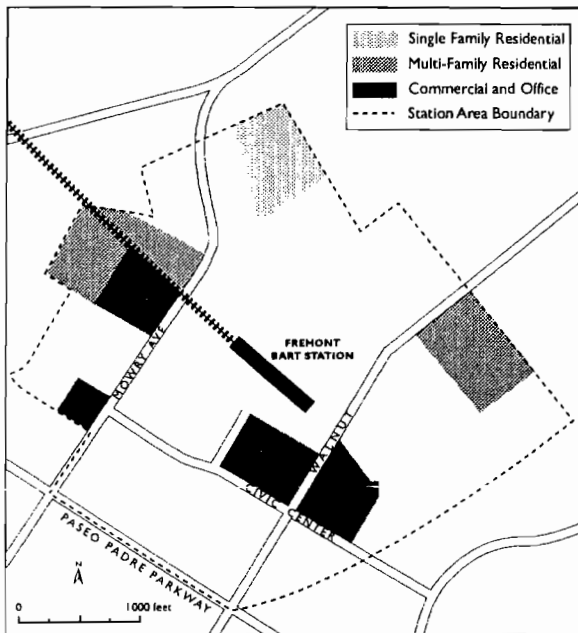 Single Family Residential
Multi-Family Residential
Commercial and Office
Station Area Boundary
FREMONT
BART STATION
MOWRY AVE
WALNUT
CIVIC CENTER
PASEO PADRE PARKWAY
N
0 1000 feet